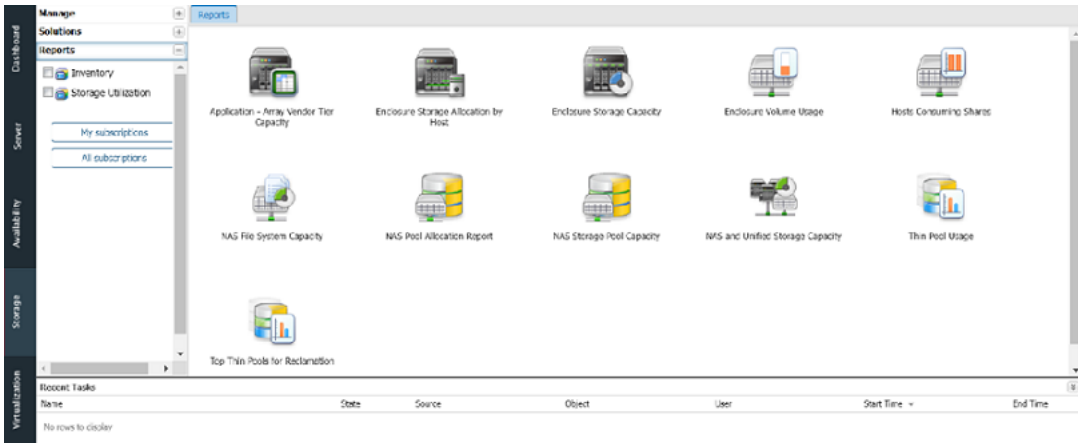 Dashboard
Server
Availability
Storage
Virtualization
Manage
Solutions
Reports
Inventory
Storage Utilization
My subscriptions
All subscriptions
Reports
Application - Array Vendor Tier
Capacity
Enclosure Storage Allocation by
Host
Enclosure Storage Capacity
Enclosure Volume Usage
Hosts Consuming Shares
NAS File System Capacity
NAS Pool Allocation Report
NAS Storage Pool Capacity
NAS and Unified Storage Capacity
Thin Pool Usage
Top Thin Pools for Reclamation
Recent Tasks
Name State Source Object User Start Time End Time
No rows to display